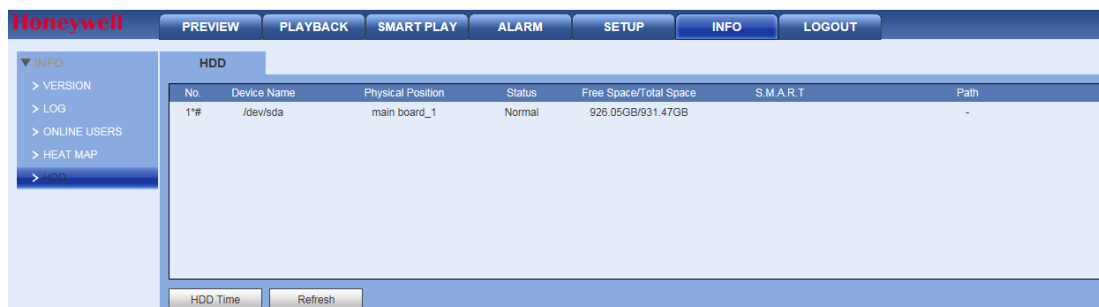 Honeywell PREVIEW PLAYBACK SMART PLAY ALARM SETUP INFO LOGOUT
INFO
> VERSION
> LOG
> ONLINE USERS
> HEAT MAP
> HDD
HDD
No. Device Name Physical Position Status Free Space/Total Space S.M.A.R.T Path
1*# /dev/sda main board_1 Normal 926.05GB/931.47GB -
HDD Time Refresh